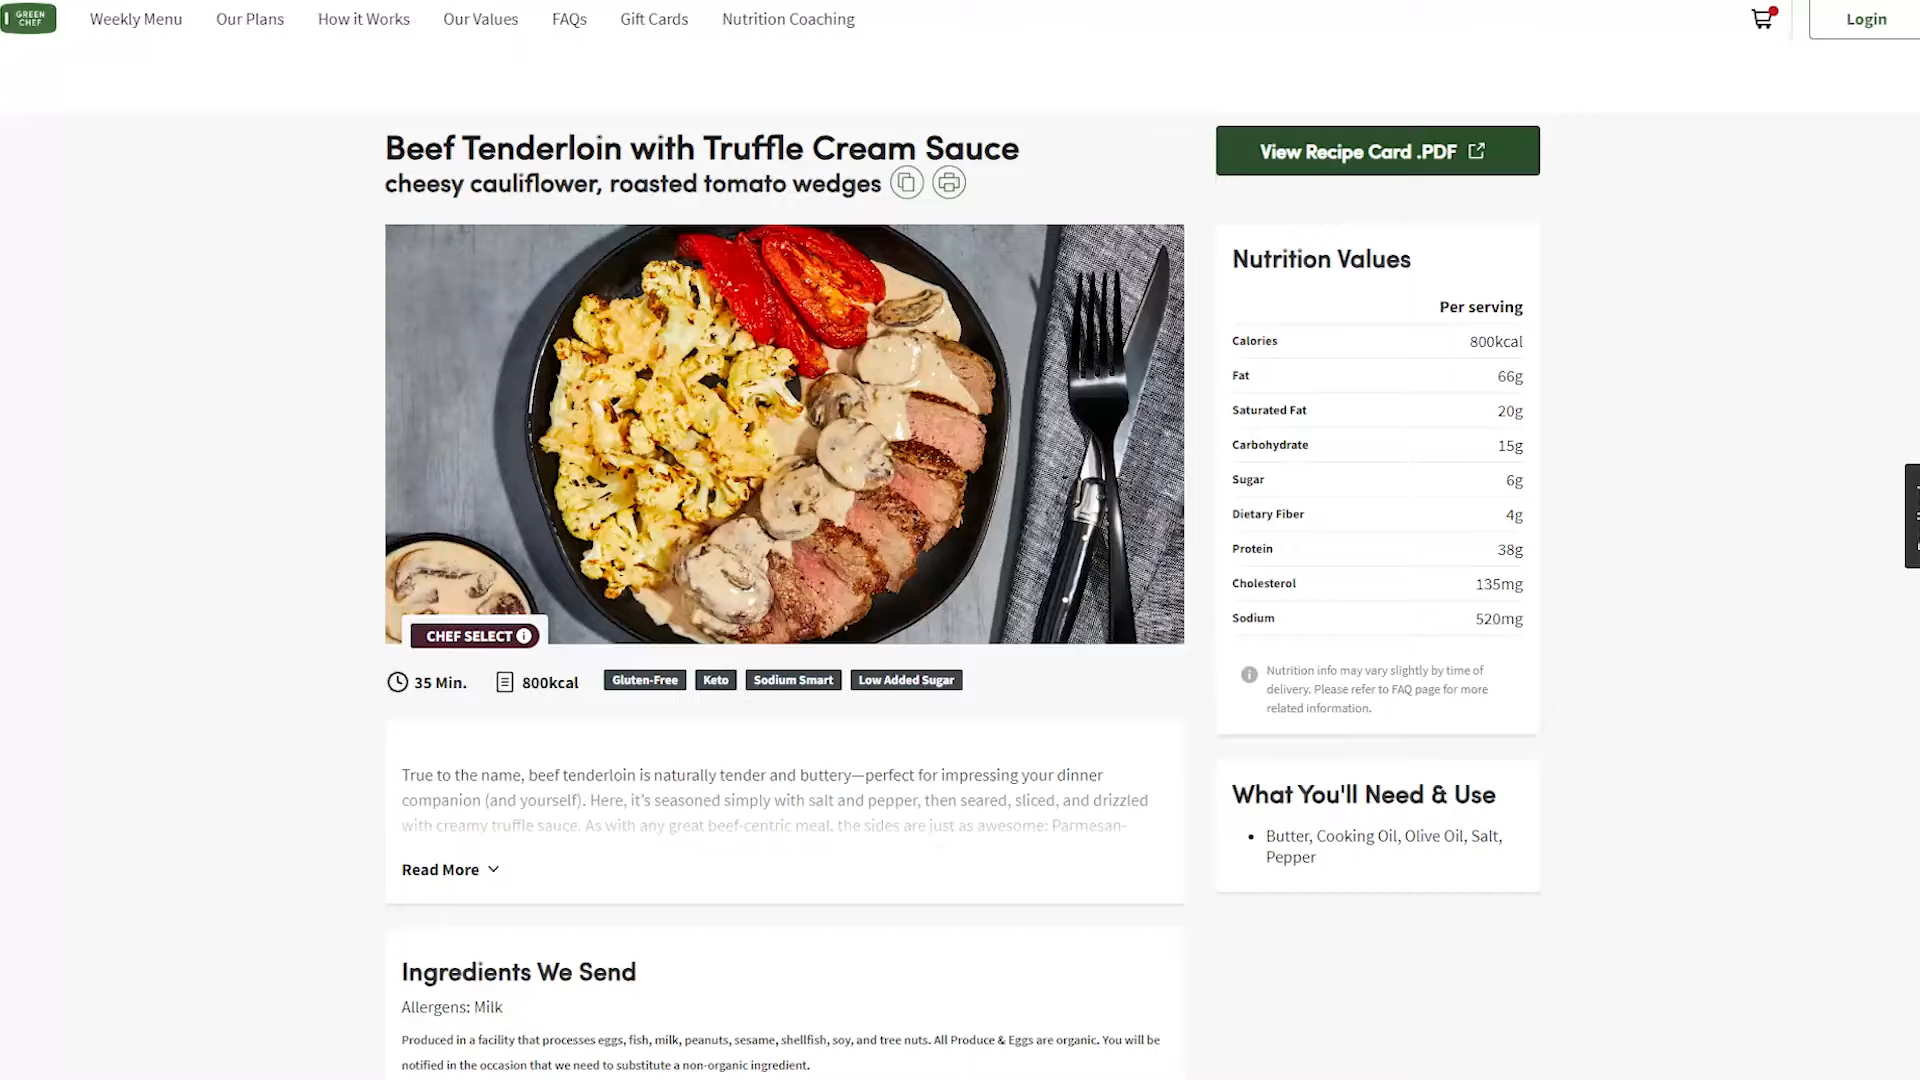 GREEN
CHEF
Weekly Menu
Our Plans
How it Works
Our Values
FAQs
Gift Cards
Nutrition Coaching
Login
Beef Tenderloin with Truffle Cream Sauce
cheesy cauliflower, roasted tomato wedges
View Recipe Card .PDF
CHEF SELECT
35 Min.
800kcal
Gluten-Free
Keto
Sodium Smart
Low Added Sugar
True to the name, beef tenderloin is naturally tender and buttery—perfect for impressing your dinner
companion (and yourself). Here, it’s seasoned simply with salt and pepper, then seared, sliced, and drizzled
with creamy truffle sauce. As with any great beef-centric meal, the sides are just as awesome: Parmesan-
Read More
Ingredients We Send
Allergens: Milk
Produced in a facility that processes eggs, fish, milk, peanuts, sesame, shellfish, soy, and tree nuts. All Produce & Eggs are organic. You will be
notified in the occasion that we need to substitute a non-organic ingredient.
Nutrition Values
Per serving
Calories 800kcal
Fat 66g
Saturated Fat 20g
Carbohydrate 15g
Sugar 6g
Dietary Fiber 4g
Protein 38g
Cholesterol 135mg
Sodium 520mg
Nutrition info may vary slightly by time of
delivery. Please refer to FAQ page for more
related information.
What You'll Need & Use
• Butter, Cooking Oil, Olive Oil, Salt,
Pepper